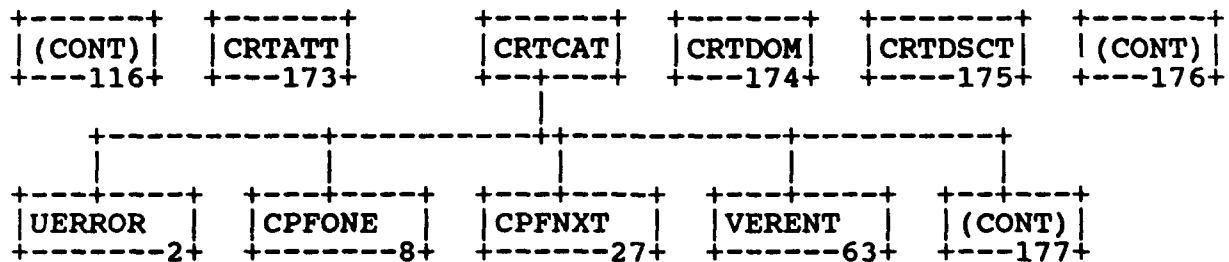 (CONT) CRTATT CRTCAT CRTDOM CRTDSCT (CONT)
116 173 174 175 176
UERROR CPFONE CPFNXT VERENT (CONT)
2 8 27 63 177